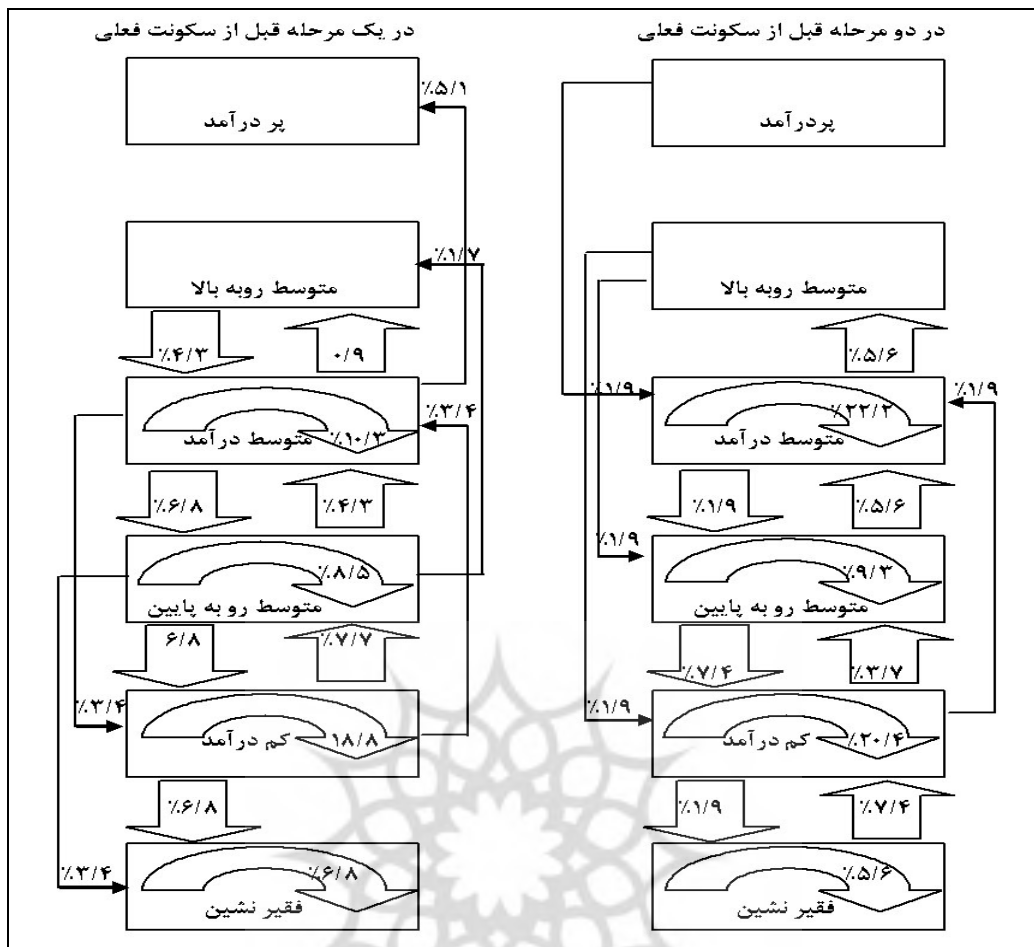 در دو مرحله قبل از سکونت فعلی
پردرآمد
متوسط روبه بالا
٪۵/۶
٪۱/۹
٪۲۲/۲
٪۱/۹
متوسط درآمد
٪۱/۹
٪۵/۶
٪۱/۹
٪۹/۳
متوسط رو به پایین
٪۷/۴
٪۳/۷
٪۱/۹
٪۲۰/۴
کم درآمد
٪۱/۹
٪۷/۴
٪۵/۶
فقیر نشین
در یک مرحله قبل از سکونت فعلی
٪۵/۱
پر درآمد
٪۱/۷
متوسط روبه بالا
٪۴/۳
۰/۹
٪۳/۴
٪۱۰/۳
متوسط درآمد
٪۶/۸
٪۴/۳
٪۸/۵
متوسط رو به پایین
۶/۸
٪۷/۷
٪۳/۴
۱۸/۸
کم درآمد
٪۶/۸
٪۳/۴
٪۶/۸
فقیر نشین